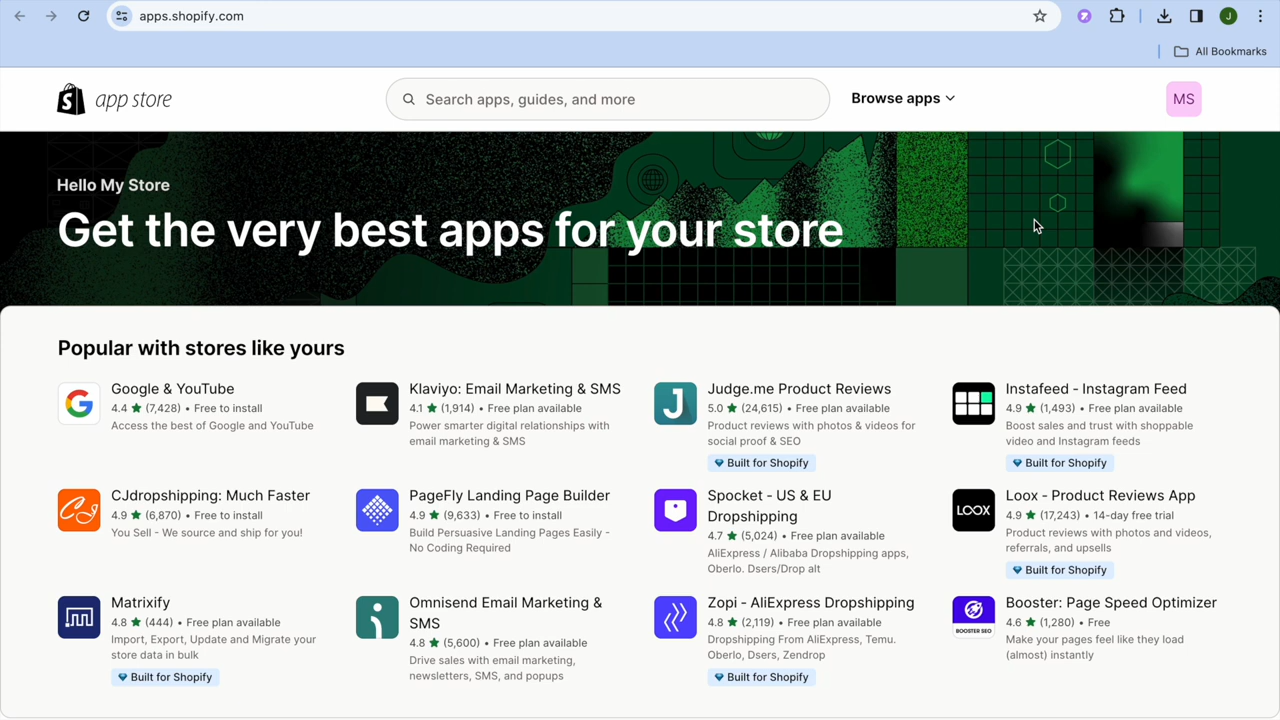 apps.shopify.com
J
All Bookmarks
app store
Search apps, guides, and more
Browse apps
MS
Hello My Store
Get the very best apps for your store
Popular with stores like yours
Google & YouTube
4.4 ★ (7,428) • Free to install
Access the best of Google and YouTube
Klaviyo: Email Marketing & SMS
4.1 ★ (1,914) • Free plan available
Power smarter digital relationships with
email marketing & SMS
J
Judge.me Product Reviews
5.0 ★ (24,615) • Free plan available
Product reviews with photos & videos for
social proof & SEO
Built for Shopify
Instafeed - Instagram Feed
4.9 ★ (1,493) • Free plan available
Boost sales and trust with shoppable
video and Instagram feeds
Built for Shopify
CJdropshipping: Much Faster
4.9 ★ (6,870) • Free to install
You Sell - We source and ship for you!
PageFly Landing Page Builder
4.9 ★ (9,633) • Free to install
Build Persuasive Landing Pages Easily -
No Coding Required
Spocket - US & EU
Dropshipping
4.7 ★ (5,024) • Free plan available
AliExpress / Alibaba Dropshipping apps,
Oberlo. Dsers/Drop alt
LOOX
Loox - Product Reviews App
4.9 ★ (17,243) • 14-day free trial
Product reviews with photos and videos,
referrals, and upsells
Built for Shopify
Matrixify
4.8 ★ (444) • Free plan available
Import, Export, Update and Migrate your
store data in bulk
Built for Shopify
Omnisend Email Marketing &
SMS
4.8 ★ (5,600) • Free plan available
Drive sales with email marketing,
newsletters, SMS, and popups
Zopi - AliExpress Dropshipping
4.8 ★ (2,119) • Free plan available
Dropshipping From AliExpress, Temu.
Oberlo, Dsers, Zendrop
Built for Shopify
BOOSTER SEO
Booster: Page Speed Optimizer
4.6 ★ (1,280) • Free
Make your pages feel like they load
(almost) instantly